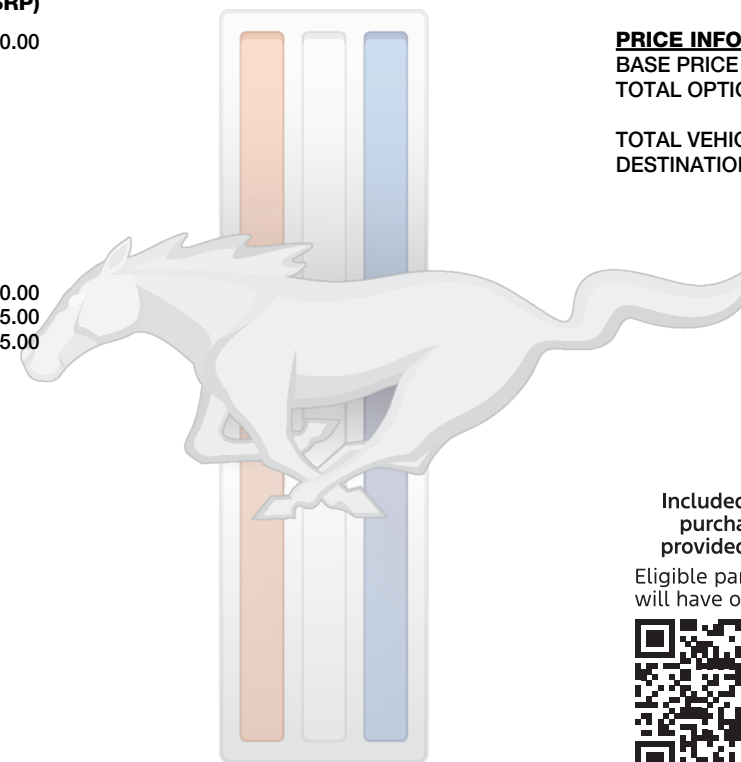 SRP)
0.00
0.00
5.00
5.00
PRICE INFO
BASE PRICE
TOTAL OPTIO
TOTAL VEHIC
DESTINATION
Included
purcha
provided
Eligible par
will have o